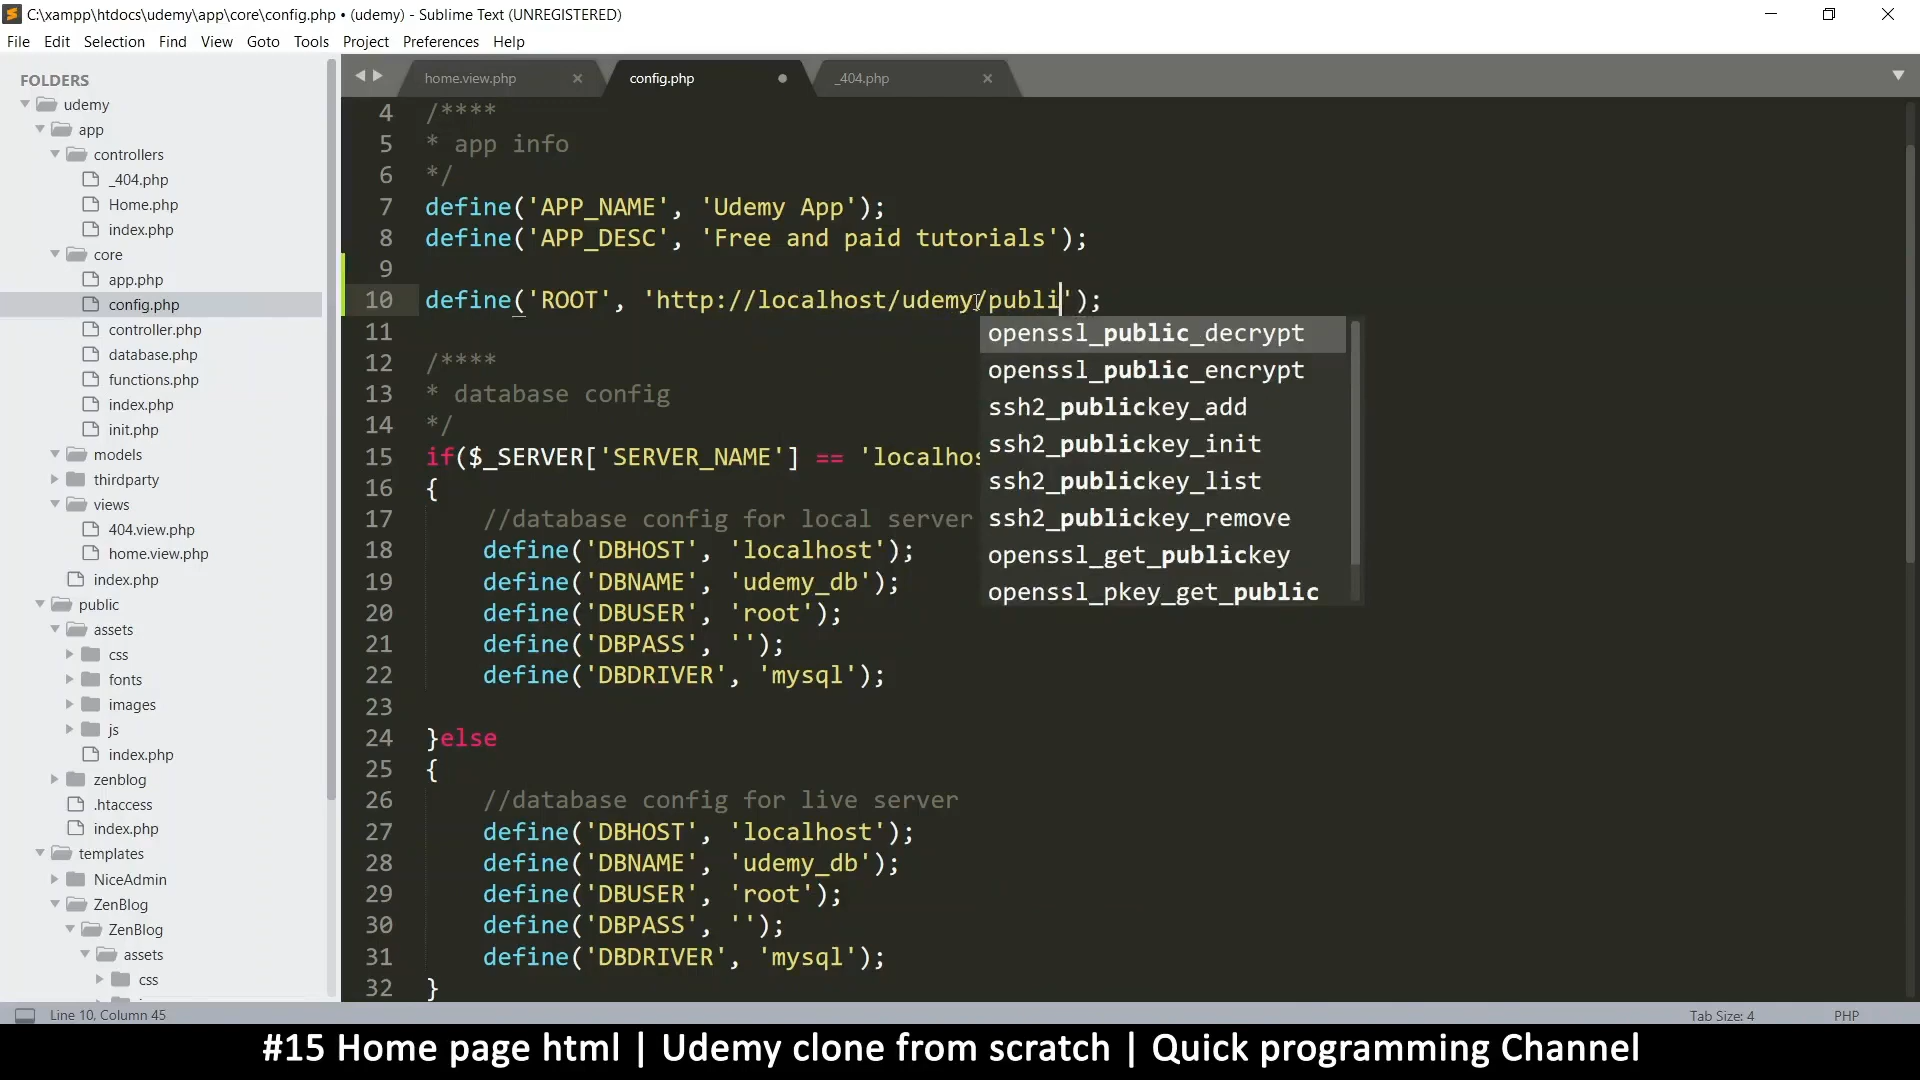 C:\xampp\htdocs\udemy\app\core\config.php • (udemy) - Sublime Text (UNREGISTERED)
File Edit Selection Find View Goto Tools Project Preferences Help
FOLDERS
udemy
app
controllers
_404.php
Home.php
index.php
core
app.php
config.php
controller.php
database.php
functions.php
index.php
init.php
models
thirdparty
views
404.view.php
home.view.php
index.php
public
assets
css
fonts
images
js
index.php
zenblog
.htaccess
index.php
templates
NiceAdmin
ZenBlog
ZenBlog
assets
css
home.view.php config.php _404.php
4 /****
5 * app info
6 */
7 define('APP_NAME', 'Udemy App');
8 define('APP_DESC', 'Free and paid tutorials');
9
10 define('ROOT', 'http://localhost/udemy/publi');
11
12 /****
13 * database config
14 */
15 if($_SERVER['SERVER_NAME'] == 'localhos
16 {
17 //database config for local server
18 define('DBHOST', 'localhost');
19 define('DBNAME', 'udemy_db');
20 define('DBUSER', 'root');
21 define('DBPASS', '');
22 define('DBDRIVER', 'mysql');
23
24 }else
25 {
26 //database config for live server
27 define('DBHOST', 'localhost');
28 define('DBNAME', 'udemy_db');
29 define('DBUSER', 'root');
30 define('DBPASS', '');
31 define('DBDRIVER', 'mysql');
32 }
openssl_public_decrypt
openssl_public_encrypt
ssh2_publickey_add
ssh2_publickey_init
ssh2_publickey_list
ssh2_publickey_remove
openssl_get_publickey
openssl_pkey_get_public
Line 10, Column 45 Tab Size: 4 PHP
#15 Home page html | Udemy clone from scratch | Quick programming Channel